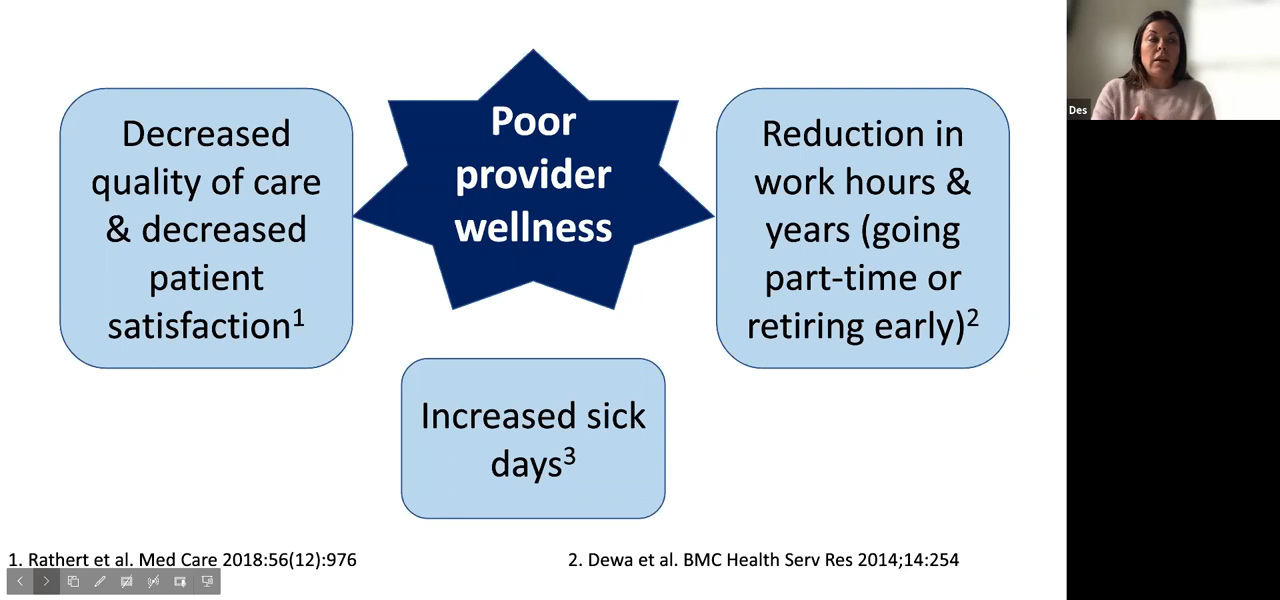 Decreased
quality of care
& decreased
patient
satisfaction1
Poor
provider
wellness
Reduction in
work hours &
years (going
part-time or
retiring early)2
Increased sick
days3
1. Rathert et al. Med Care 2018:56(12):976
2. Dewa et al. BMC Health Serv Res 2014;14:254
Des